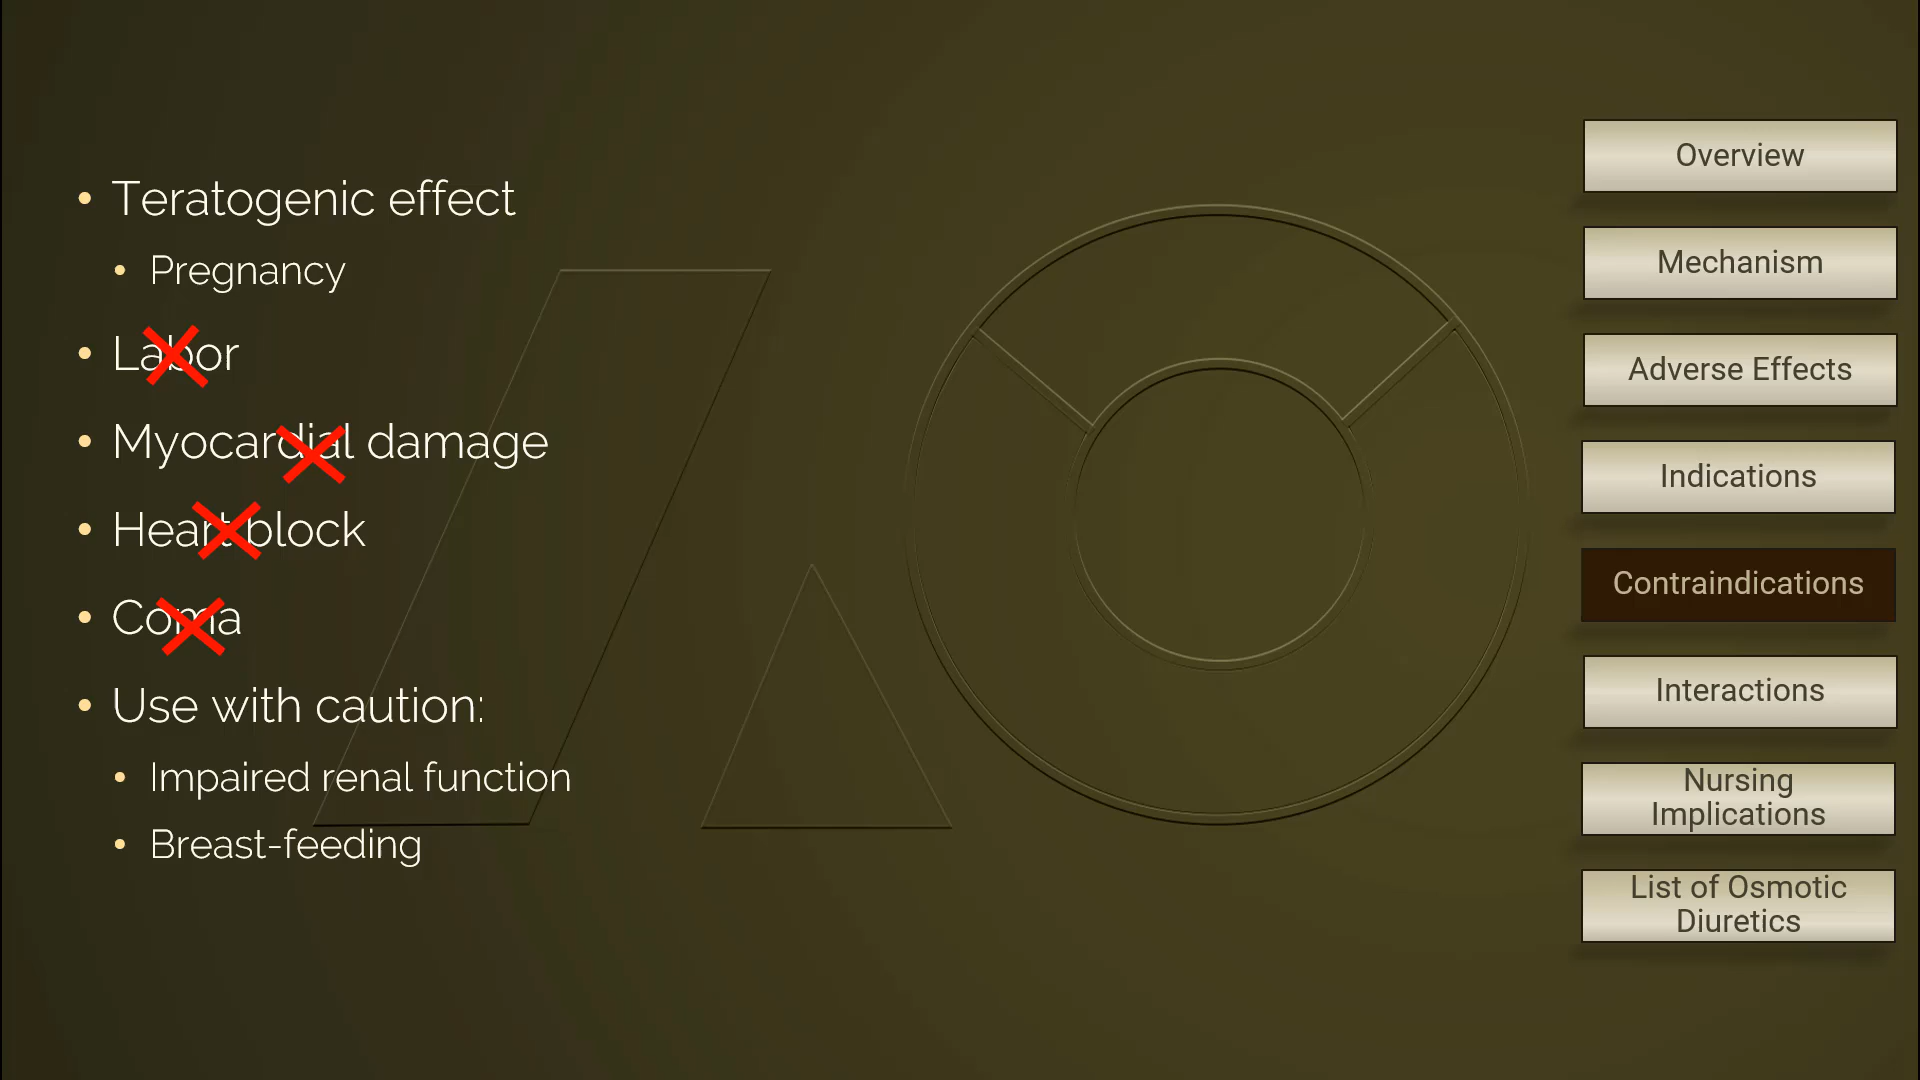 Teratogenic effect
Pregnancy
Labor
Myocardial damage
Heart block
Coma
Use with caution:
Impaired renal function
Breast-feeding
Overview
Mechanism
Adverse Effects
Indications
Contraindications
Interactions
Nursing
Implications
List of Osmotic
Diuretics